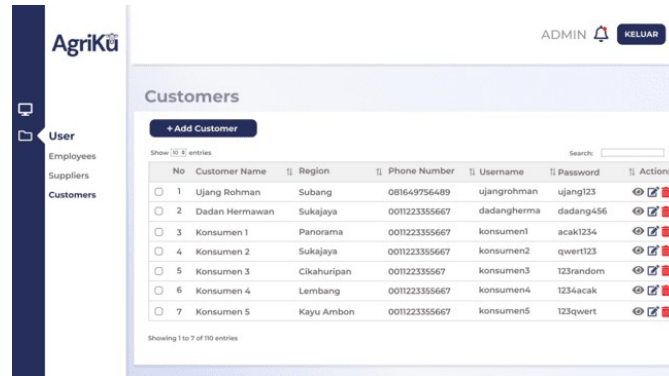 AgriKu
ADMIN KELUAR
Customers
+ Add Customer
User
Employees
Suppliers
Customers
Show 10 entries Search:
No Customer Name Region Phone Number Username Password Action
1 Ujang Rohman Subang 081649756489 ujangrohman ujang123
2 Dadan Hermawan Sukajaya 0011223355667 dadangherma dadang456
3 Konsumen 1 Panorama 0011223355667 konsumen1 acak1234
4 Konsumen 2 Sukajaya 0011223355667 konsumen2 qwert123
5 Konsumen 3 Cikahuripan 001122335567 konsumen3 123random
6 Konsumen 4 Lembang 0011223355667 konsumen4 1234acak
7 Konsumen 5 Kayu Ambon 0011223355667 konsumen5 123qwert
Showing 1 to 7 of 110 entries